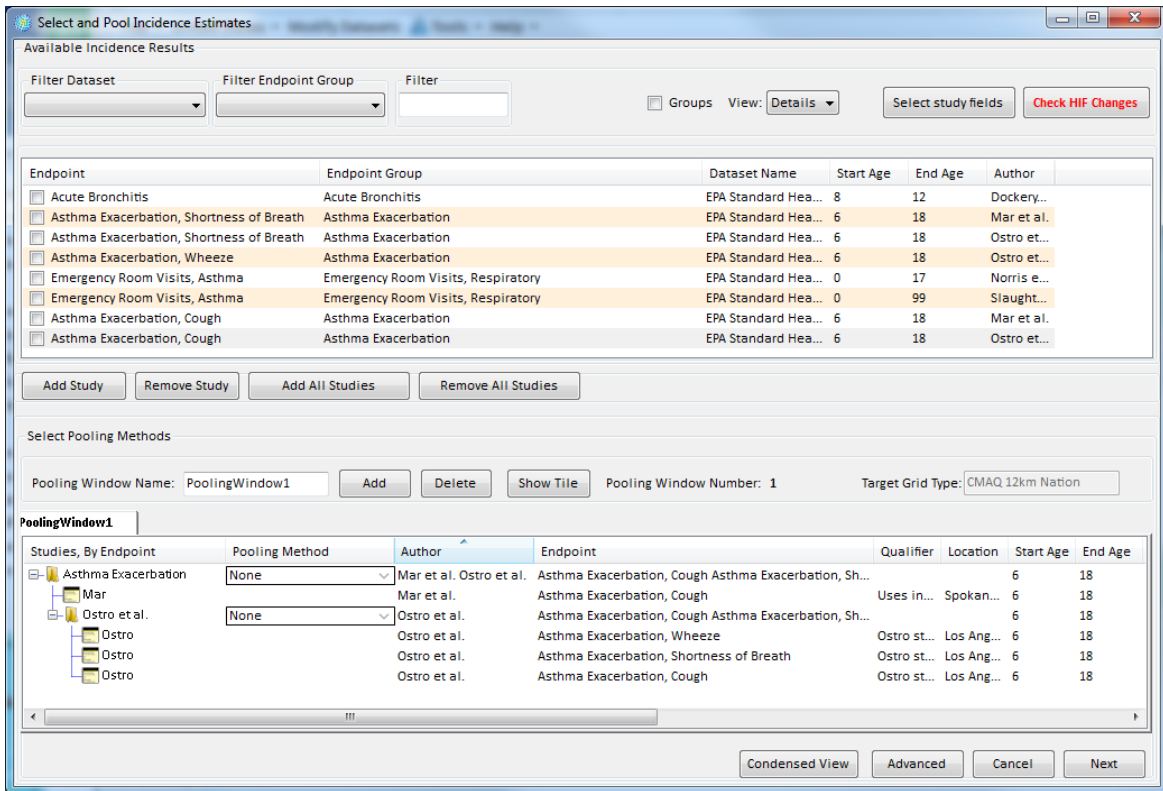 Select and Pool Incidence Estimates
Available Incidence Results
Filter Dataset Filter Endpoint Group Filter
Groups View: Details Select study fields Check HIF Changes
Endpoint Endpoint Group Dataset Name Start Age End Age Author
Acute Bronchitis Acute Bronchitis EPA Standard Hea... 8 12 Dockery...
Asthma Exacerbation, Shortness of Breath Asthma Exacerbation EPA Standard Hea... 6 18 Mar et al.
Asthma Exacerbation, Shortness of Breath Asthma Exacerbation EPA Standard Hea... 6 18 Ostro et...
Asthma Exacerbation, Wheeze Asthma Exacerbation EPA Standard Hea... 6 18 Ostro et...
Emergency Room Visits, Asthma Emergency Room Visits, Respiratory EPA Standard Hea... 0 17 Norris e...
Emergency Room Visits, Asthma Emergency Room Visits, Respiratory EPA Standard Hea... 0 99 Slaught...
Asthma Exacerbation, Cough Asthma Exacerbation EPA Standard Hea... 6 18 Mar et al.
Asthma Exacerbation, Cough Asthma Exacerbation EPA Standard Hea... 6 18 Ostro et...
Add Study Remove Study Add All Studies Remove All Studies
Select Pooling Methods
Pooling Window Name: PoolingWindow1 Add Delete Show Tile Pooling Window Number: 1 Target Grid Type: CMAQ 12km Nation
PoolingWindow1
Studies, By Endpoint Pooling Method Author Endpoint Qualifier Location Start Age End Age
Asthma Exacerbation None Mar et al. Ostro et al. Asthma Exacerbation, Cough Asthma Exacerbation, Sh... 6 18
Mar Mar et al. Asthma Exacerbation, Cough Uses in... Spokan... 6 18
Ostro et al. None Ostro et al. Asthma Exacerbation, Cough Asthma Exacerbation, Sh... 6 18
Ostro Ostro et al. Asthma Exacerbation, Wheeze Ostro st... Los Ang... 6 18
Ostro Ostro et al. Asthma Exacerbation, Shortness of Breath Ostro st... Los Ang... 6 18
Ostro Ostro et al. Asthma Exacerbation, Cough Ostro st... Los Ang... 6 18
Condensed View Advanced Cancel Next